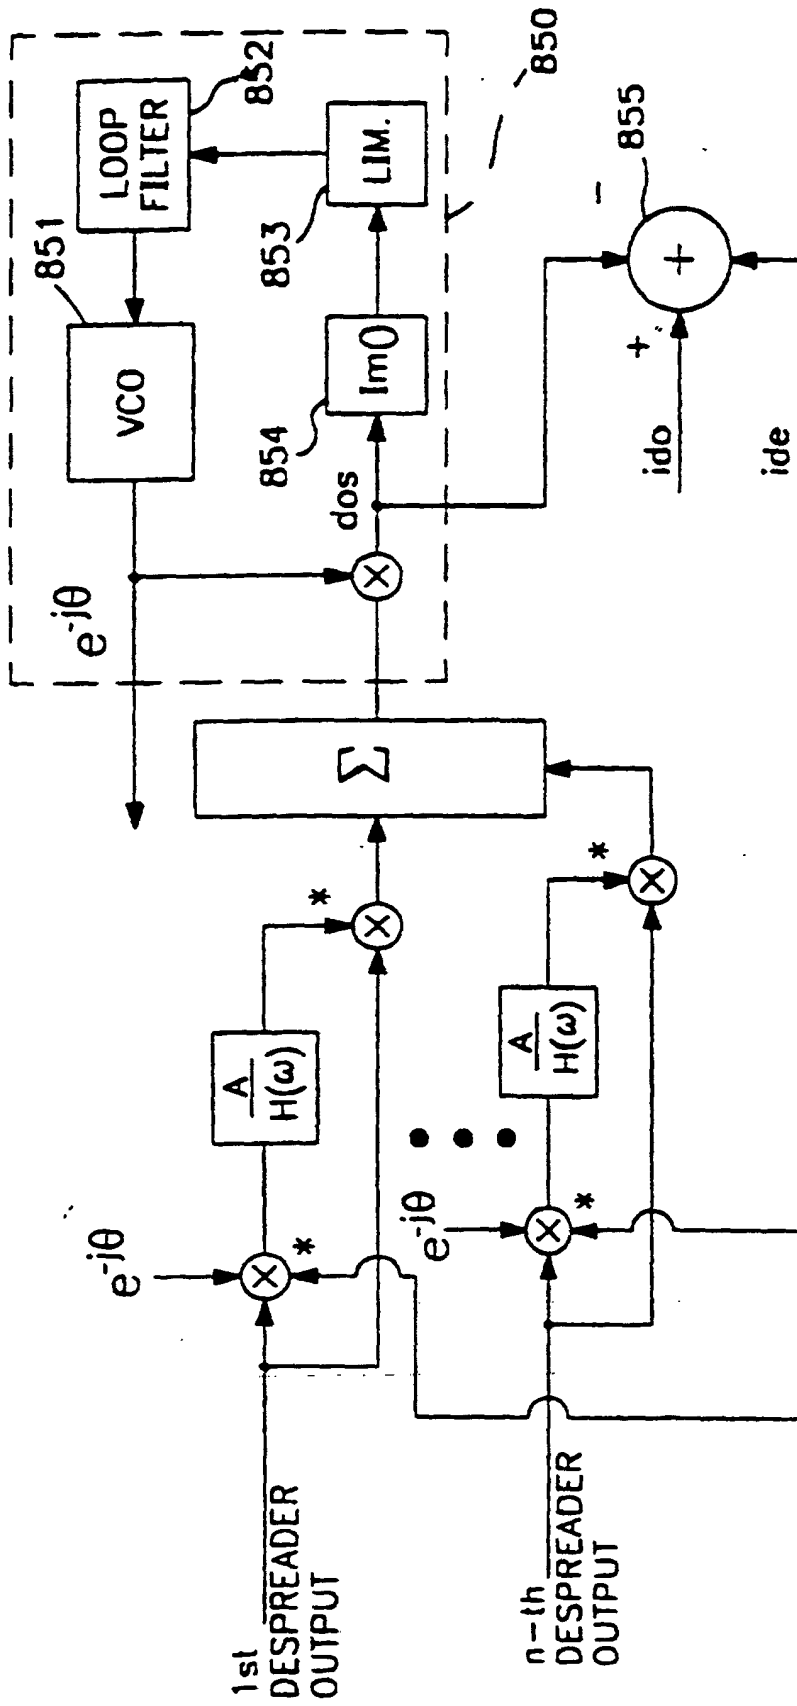 1st
DESPREADER
OUTPUT
n-th
DESPREADER
OUTPUT
e^-jθ
*
A
H(ω)
*
e^-jθ
*
A
H(ω)
*
Σ
e^-jθ
VCO
851
LOOP
FILTER
852
dos
Im()
854
LIM.
853
850
ido
+
-
+
855
ide